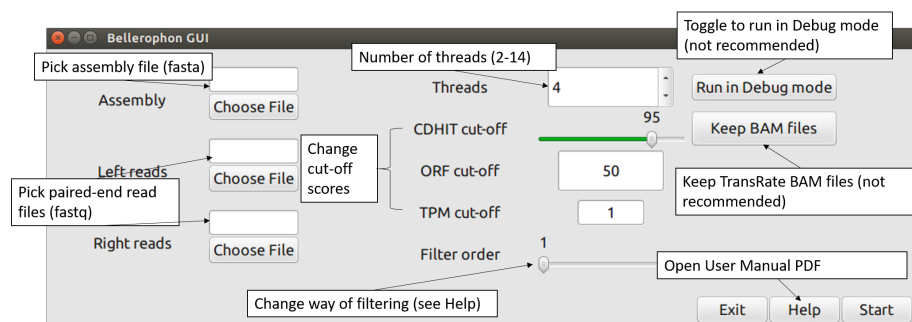 Bellerophon GUI
Toggle to run in Debug mode
(not recommended)
Pick assembly file (fasta)
Number of threads (2-14)
Assembly
Choose File
Threads
4
Run in Debug mode
CDHIT cut-off
95
Keep BAM files
Left reads
Choose File
Change
cut-off
scores
ORF cut-off
50
Keep TransRate BAM files (not
recommended)
Pick paired-end read
files (fastq)
TPM cut-off
1
Right reads
Choose File
Filter order
1
Open User Manual PDF
Change way of filtering (see Help)
Exit
Help
Start